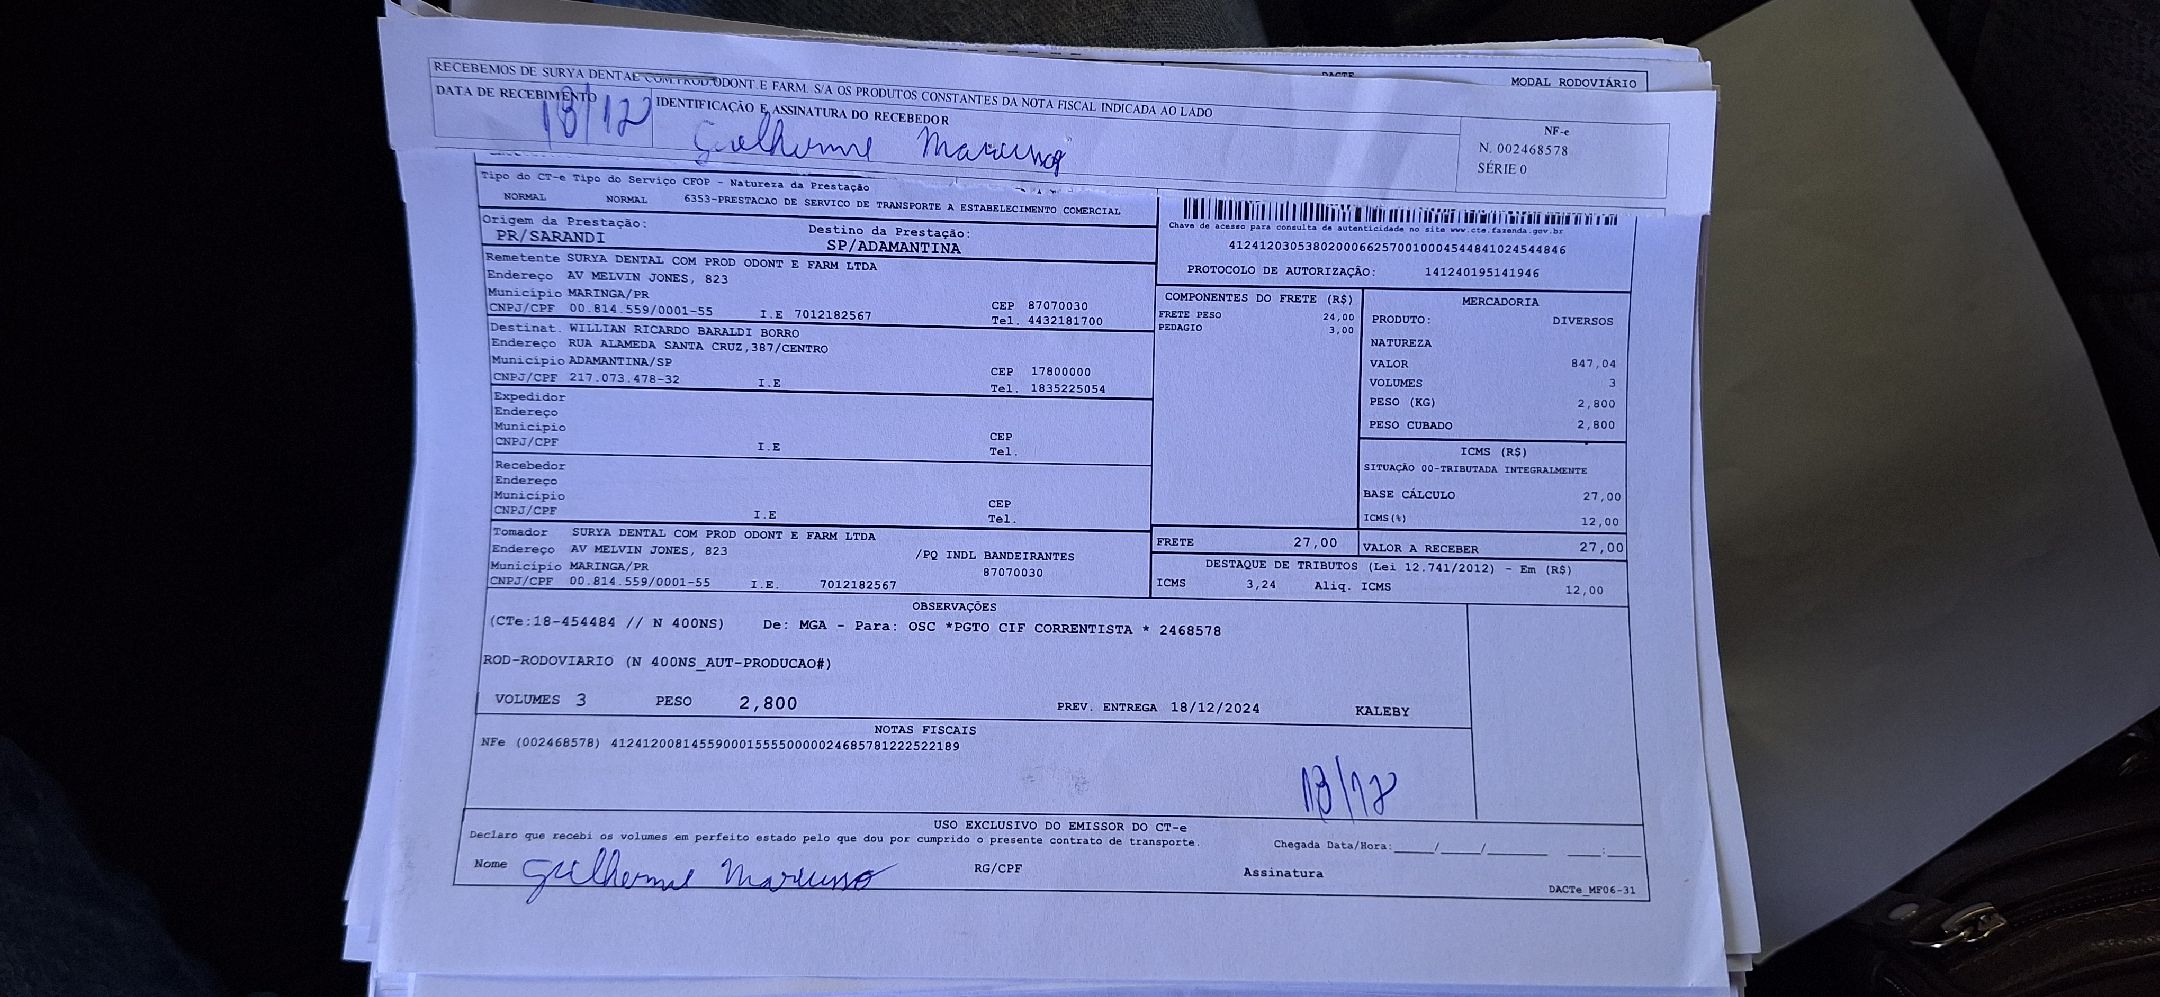 RECEBEMOS DE SURYA DENTAL COM.PROD.ODONT E FARM. S/A OS PRODUTOS CONSTANTES DA NOTA FISCAL INDICADA AO LADO
DACTE
MODAL RODOVIÁRIO
DATA DE RECEBIMENTO
IDENTIFICAÇÃO E ASSINATURA DO RECEBEDOR
18/12
Guilherme
NF-e
N. 002468578
SÉRIE 0
Tipo do CT-e Tipo do Serviço CFOP - Natureza da Prestação
NORMAL NORMAL 6353-PRESTACAO DE SERVICO DE TRANSPORTE A ESTABELECIMENTO COMERCIAL
Origem da Prestação: Destino da Prestação:
PR/SARANDI SP/ADAMANTINA
Chave de acesso para consulta de autenticidade no site www.cte.fazenda.gov.br
41241203053802000662570010004544841024544846
PROTOCOLO DE AUTORIZAÇÃO: 141240195141946
Remetente SURYA DENTAL COM PROD ODONT E FARM LTDA
Endereço AV MELVIN JONES, 823
Município MARINGA/PR CEP 87070030
CNPJ/CPF 00.814.559/0001-55 I.E 7012182567 Tel. 4432181700
Destinat. WILLIAN RICARDO BARALDI BORRO
Endereço RUA ALAMEDA SANTA CRUZ,387/CENTRO
Município ADAMANTINA/SP CEP 17800000
CNPJ/CPF 217.073.478-32 I.E Tel. 1835225054
Expedidor
Endereço
Município CEP
CNPJ/CPF I.E Tel.
Recebedor
Endereço
Município CEP
CNPJ/CPF I.E Tel.
Tomador SURYA DENTAL COM PROD ODONT E FARM LTDA
Endereço AV MELVIN JONES, 823 /PQ INDL BANDEIRANTES
Município MARINGA/PR 87070030
CNPJ/CPF 00.814.559/0001-55 I.E. 7012182567
COMPONENTES DO FRETE (R$)
FRETE PESO 24,00
PEDAGIO 3,00
FRETE 27,00
MERCADORIA
PRODUTO: DIVERSOS
NATUREZA
VALOR 847,04
VOLUMES 3
PESO (KG) 2,800
PESO CUBADO 2,800
ICMS (R$)
SITUAÇÃO 00-TRIBUTADA INTEGRALMENTE
BASE CÁLCULO 27,00
ICMS(%) 12,00
VALOR A RECEBER 27,00
DESTAQUE DE TRIBUTOS (Lei 12.741/2012) - Em (R$)
ICMS 3,24 Aliq. ICMS 12,00
OBSERVAÇÕES
(CTe:18-454484 // N 400NS) De: MGA - Para: OSC *PGTO CIF CORRENTISTA * 2468578
ROD-RODOVIARIO (N 400NS_AUT-PRODUCAO#)
VOLUMES 3 PESO 2,800 PREV. ENTREGA 18/12/2024 KALEBY
NOTAS FISCAIS
NFe (002468578) 41241200814559000155550000024685781222522189
18/12
USO EXCLUSIVO DO EMISSOR DO CT-e
Declaro que recebi os volumes em perfeito estado pelo que dou por cumprido o presente contrato de transporte.
Chegada Data/Hora:_____/_____/_______ ____:____
Nome Guilherme RG/CPF Assinatura
DACTe_MF06-31